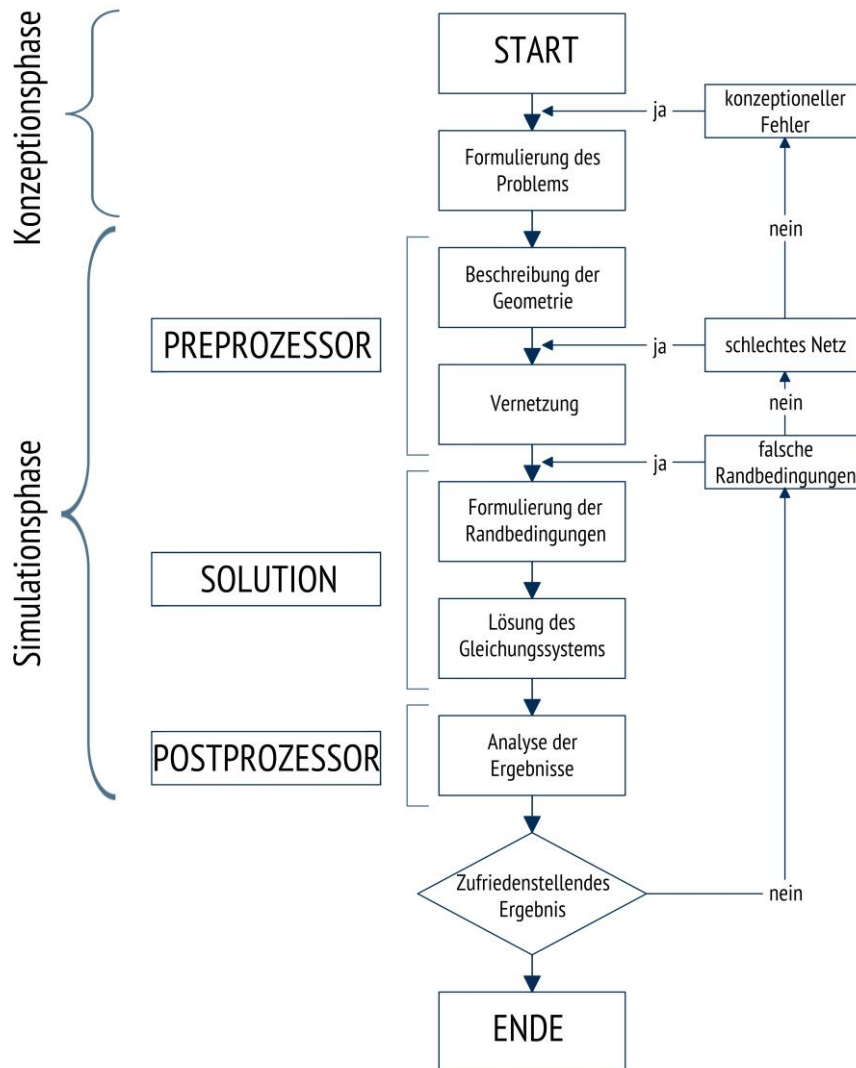 Konzeptionsphase
START
ja
konzeptioneller
Fehler
Formulierung des
Problems
nein
Simulationsphase
Beschreibung der
Geometrie
PREPROZESSOR
ja
schlechtes Netz
Vernetzung
nein
ja
falsche
Randbedingungen
Formulierung der
Randbedingungen
SOLUTION
Lösung des
Gleichungssystems
POSTPROZESSOR
Analyse der
Ergebnisse
Zufriedenstellendes
Ergebnis
nein
ENDE